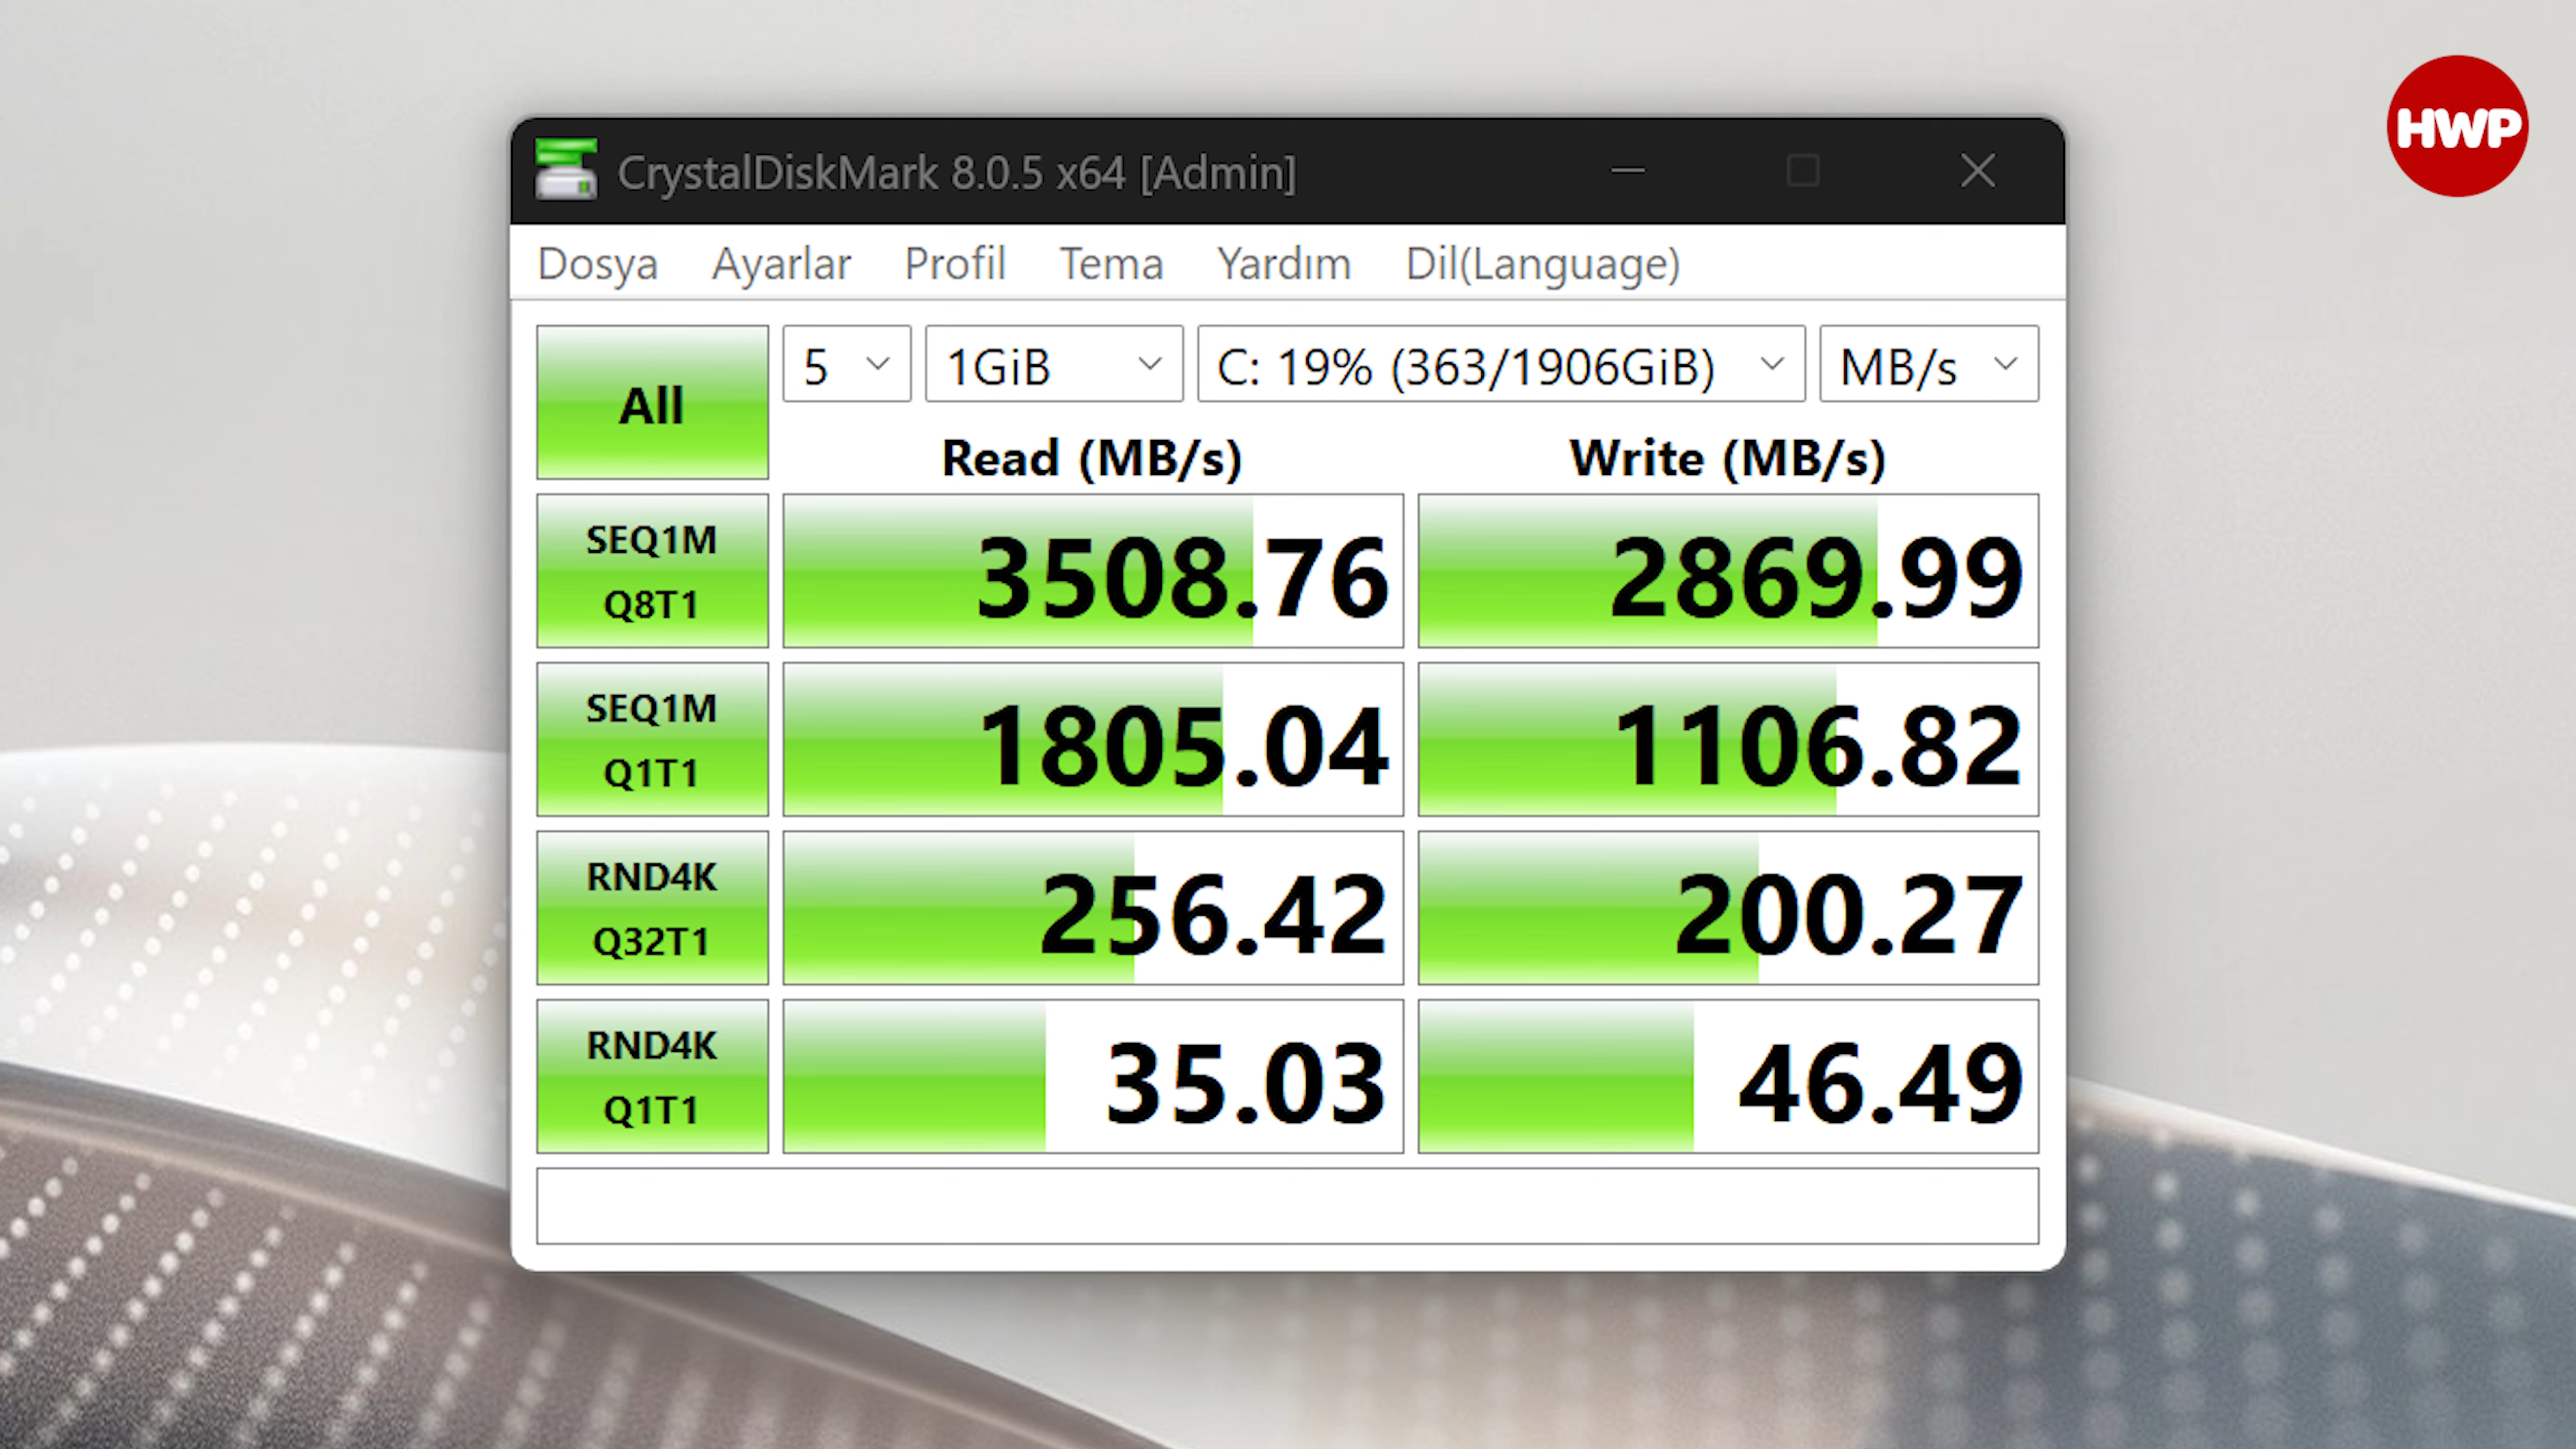 HWP
CrystalDiskMark 8.0.5 x64 [Admin]
Dosya Ayarlar Profil Tema Yardım Dil(Language)
All 5 1GiB C: 19% (363/1906GiB) MB/s
Read (MB/s) Write (MB/s)
SEQ1M
Q8T1
3508.76 2869.99
SEQ1M
Q1T1
1805.04 1106.82
RND4K
Q32T1
256.42 200.27
RND4K
Q1T1
35.03 46.49